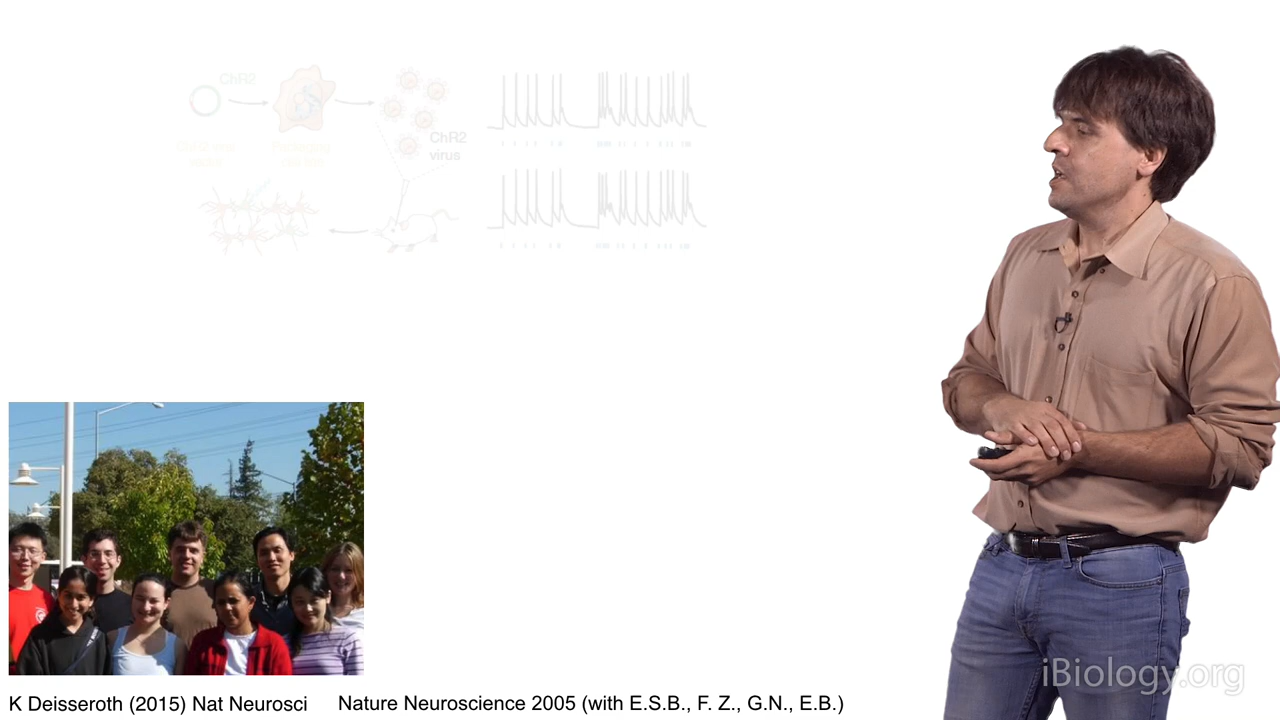 ChR2
ChR2
virus
K Deisseroth (2015) Nat Neurosci
Nature Neuroscience 2005 (with E.S.B., F. Z., G.N., E.B.)
iBiology.org